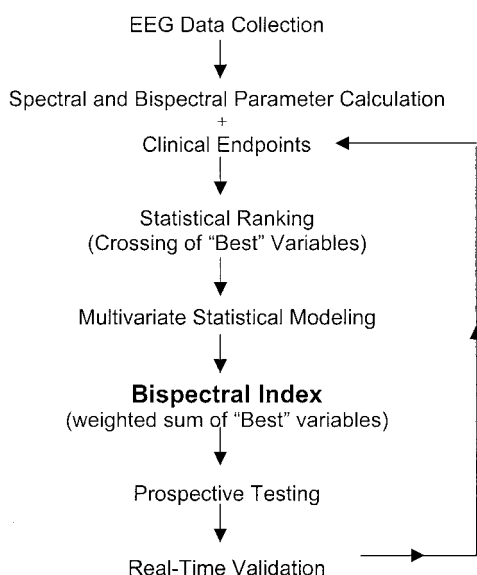 EEG Data Collection
Spectral and Bispectral Parameter Calculation
+
Clinical Endpoints
Statistical Ranking
(Crossing of “Best” Variables)
Multivariate Statistical Modeling
Bispectral Index
(weighted sum of “Best” variables)
Prospective Testing
Real-Time Validation